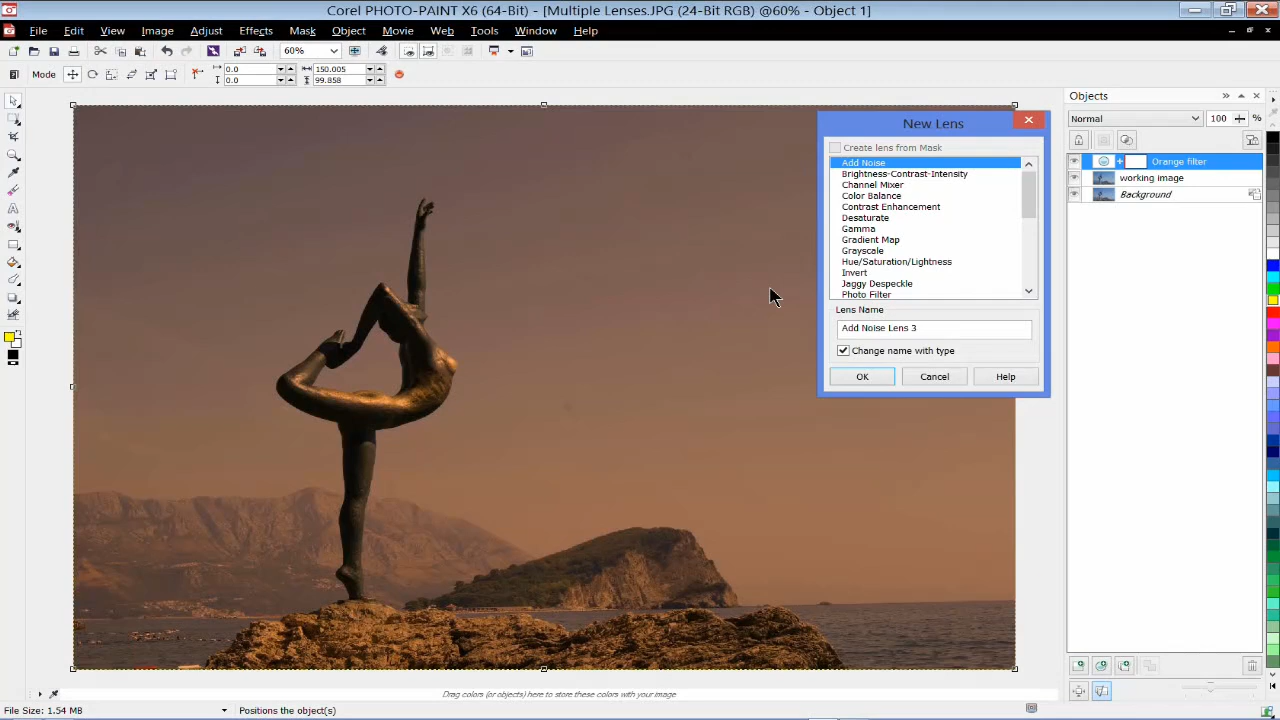 Corel PHOTO-PAINT X6 (64-Bit) - [Multiple Lenses.JPG (24-Bit RGB) @60% - Object 1]
File Edit View Image Adjust Effects Mask Object Movie Web Tools Window Help
60%
Mode 0.0 150.005
0.0 99.858
Objects
Normal 100 %
Orange filter
working image
Background
New Lens
Create lens from Mask
Add Noise
Brightness-Contrast-Intensity
Channel Mixer
Color Balance
Contrast Enhancement
Desaturate
Gamma
Gradient Map
Grayscale
Hue/Saturation/Lightness
Invert
Jaggy Despeckle
Photo Filter
Lens Name
Add Noise Lens 3
Change name with type
OK Cancel Help
Drag colors (or objects) here to store these colors with your image
File Size: 1.54 MB Positions the object(s)